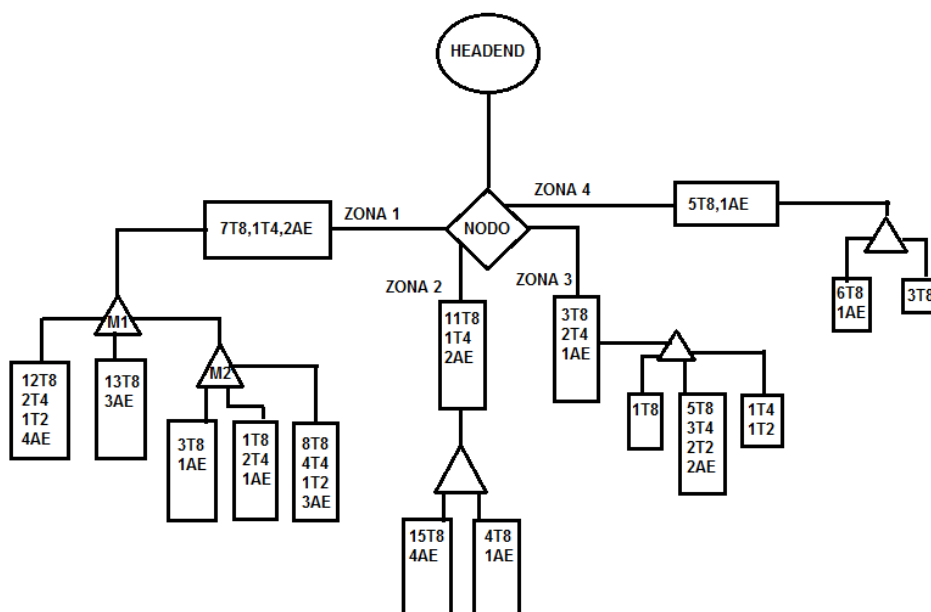 HEADEND
ZONA 4
5T8,1AE
ZONA 1
7T8,1T4,2AE
NODO
ZONA 2
ZONA 3
6T8
1AE
3T8
11T8
1T4
2AE
3T8
2T4
1AE
M1
M2
12T8
2T4
1T2
4AE
13T8
3AE
3T8
1AE
1T8
2T4
1AE
8T8
4T4
1T2
3AE
1T8
5T8
3T4
2T2
2AE
1T4
1T2
15T8
4AE
4T8
1AE